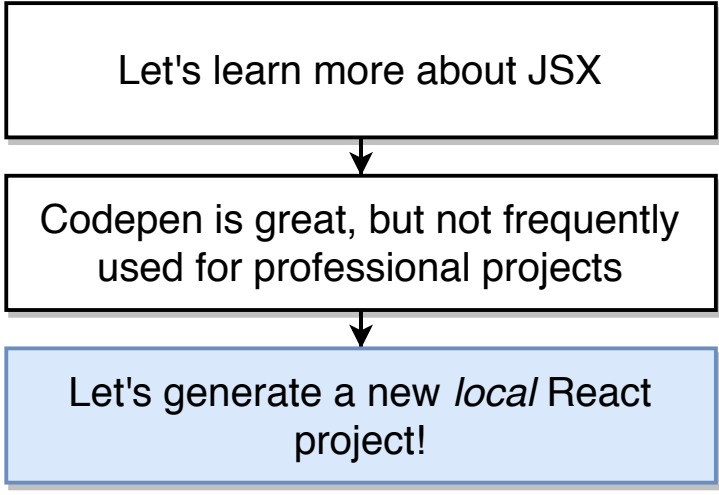 Let's learn more about JSX
Codepen is great, but not frequently
used for professional projects
Let's generate a new local React
project!